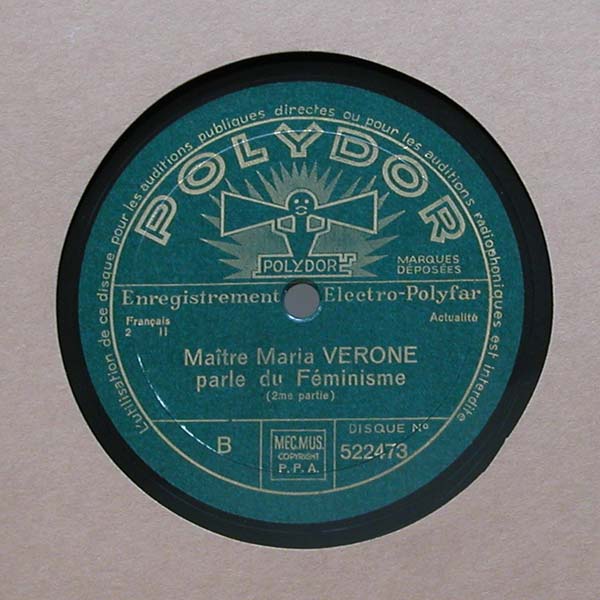 L'utilisation de ce disque pour les auditions publiques directes ou pour les auditions radiophoniques est interdite
POLYDOR
POLYDOR
MARQUES
DÉPOSÉES
Enregistrement Electro-Polyfar
Français
2 II
Actualité
Maître Maria VERONE
parle du Féminisme
(2me partie)
B
MEC.MUS.
COPYRIGHT
P. P. A.
DISQUE No
522473